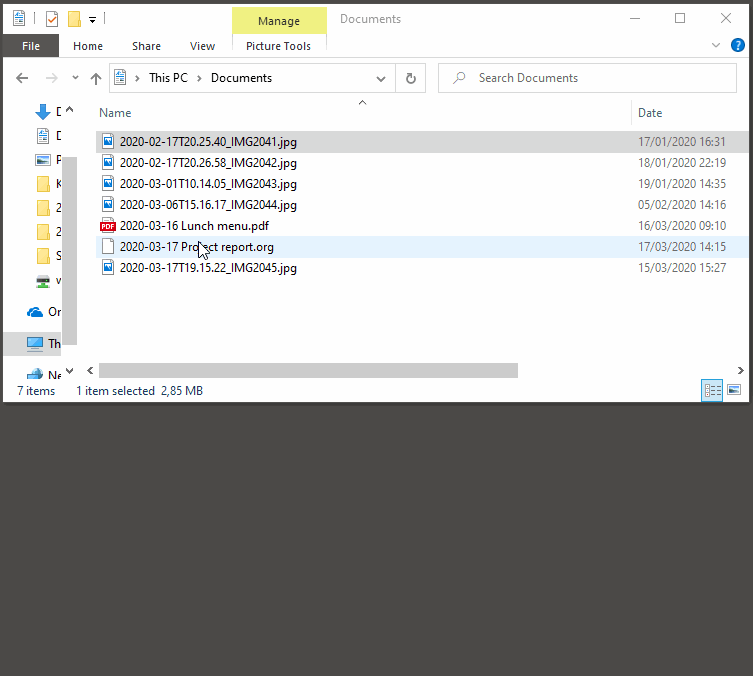 Manage
Documents
File
Home
Share
View
Picture Tools
?
This PC > Documents
Search Documents
Name
Date
2020-02-17T20.25.40_IMG2041.jpg 17/01/2020 16:31
2020-02-17T20.26.58_IMG2042.jpg 18/01/2020 22:19
2020-03-01T10.14.05_IMG2043.jpg 19/01/2020 14:35
2020-03-06T15.16.17_IMG2044.jpg 05/02/2020 14:16
PDF 2020-03-16 Lunch menu.pdf 16/03/2020 09:10
2020-03-17 Project report.org 17/03/2020 14:15
2020-03-17T19.15.22_IMG2045.jpg 15/03/2020 15:27
D
P
K
2
2
S
Or
Th
Ne
7 items 1 item selected 2,85 MB